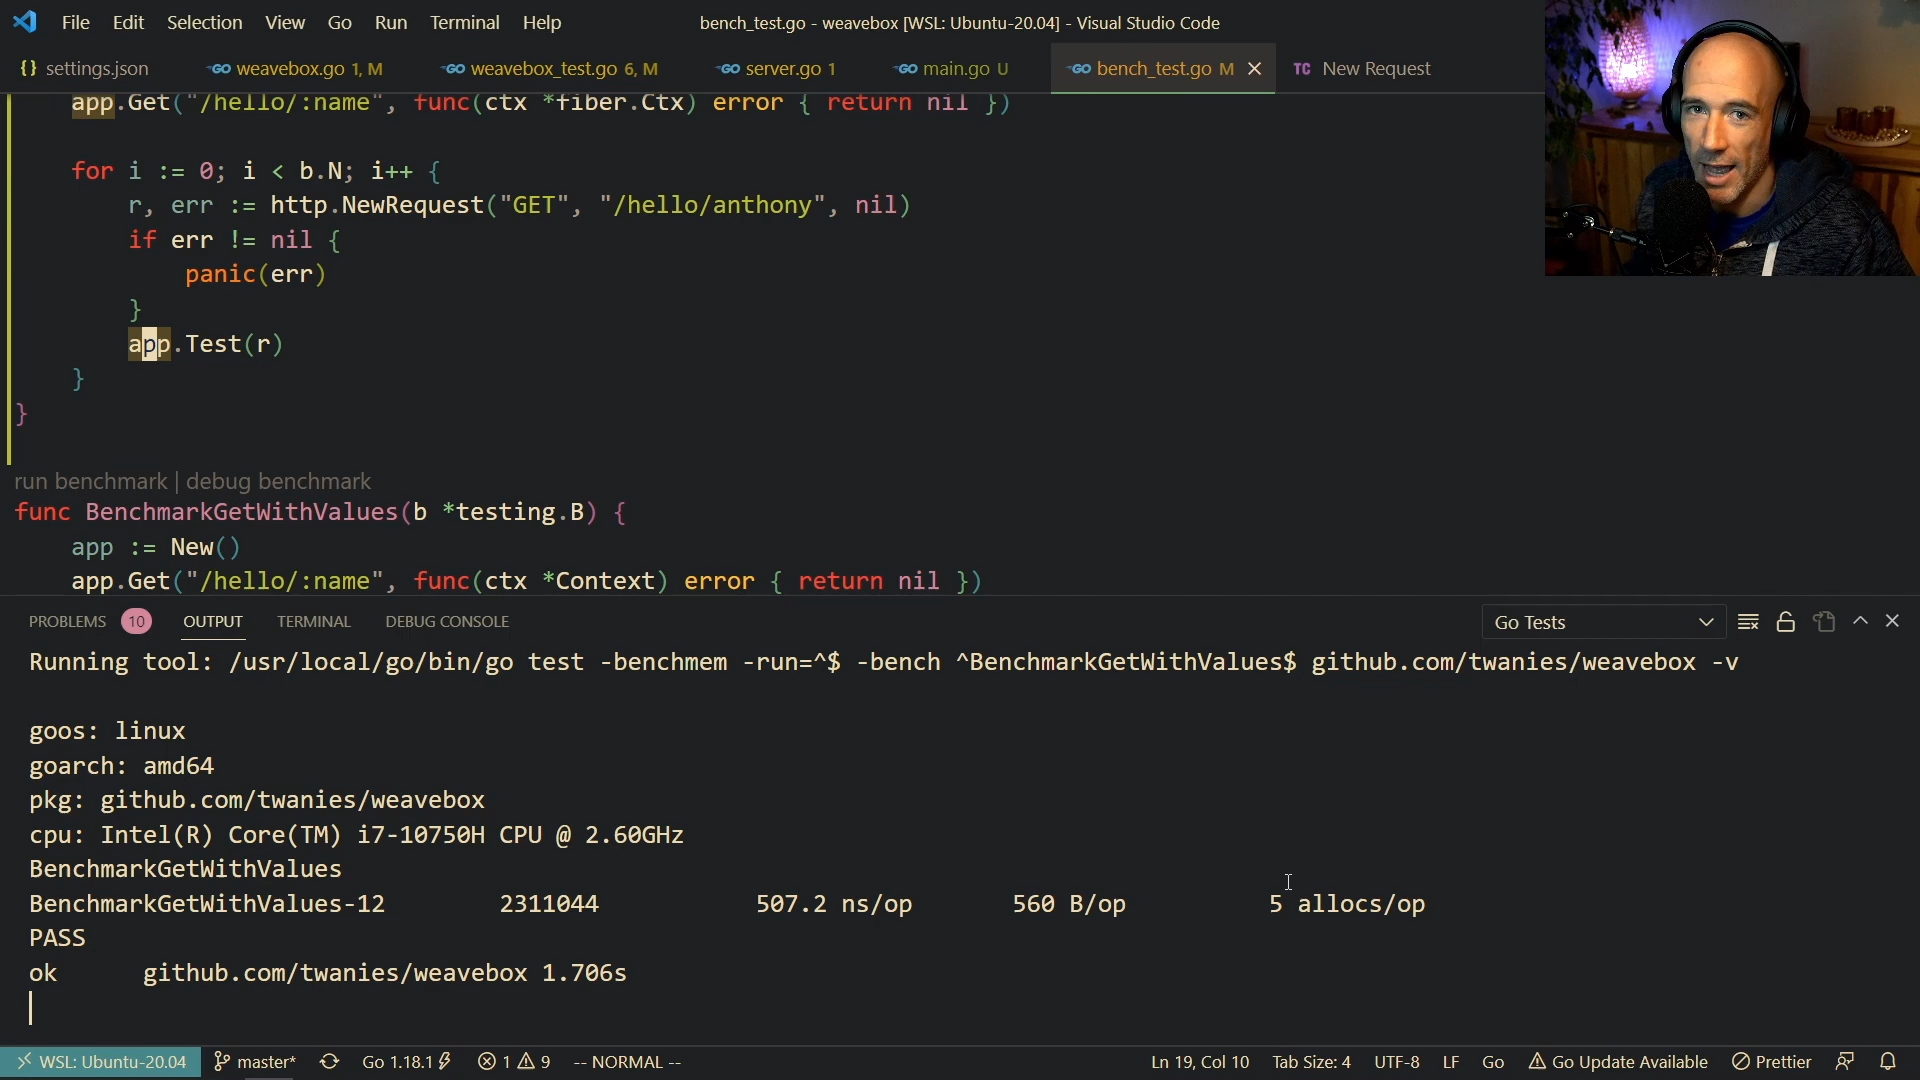 File Edit Selection View Go Run Terminal Help
bench_test.go - weavebox [WSL: Ubuntu-20.04] - Visual Studio Code
{} settings.json
GO weavebox.go 1, M
GO weavebox_test.go 6, M
GO server.go 1
GO main.go U
GO bench_test.go M
TC New Request
app.Get("/hello/:name", func(ctx *fiber.Ctx) error { return nil })
for i := 0; i < b.N; i++ {
r, err := http.NewRequest("GET", "/hello/anthony", nil)
if err != nil {
panic(err)
}
app.Test(r)
}
}
run benchmark | debug benchmark
func BenchmarkGetWithValues(b *testing.B) {
app := New()
app.Get("/hello/:name", func(ctx *Context) error { return nil })
PROBLEMS 10 OUTPUT TERMINAL DEBUG CONSOLE
Go Tests
Running tool: /usr/local/go/bin/go test -benchmem -run=^$ -bench ^BenchmarkGetWithValues$ github.com/twanies/weavebox -v
goos: linux
goarch: amd64
pkg: github.com/twanies/weavebox
cpu: Intel(R) Core(TM) i7-10750H CPU @ 2.60GHz
BenchmarkGetWithValues
BenchmarkGetWithValues-12 2311044 507.2 ns/op 560 B/op 5 allocs/op
PASS
ok github.com/twanies/weavebox 1.706s
WSL: Ubuntu-20.04 master* Go 1.18.1 1 9 -- NORMAL -- Ln 19, Col 10 Tab Size: 4 UTF-8 LF Go Go Update Available Prettier